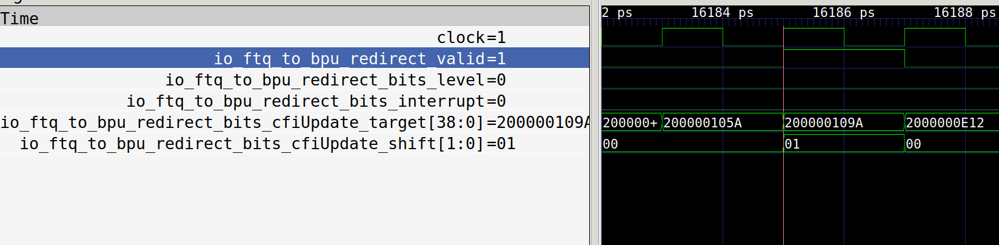 2 ps 16184 ps 16186 ps 16188 ps
Time
clock=1
io_ftq_to_bpu_redirect_valid=1
io_ftq_to_bpu_redirect_bits_level=0
io_ftq_to_bpu_redirect_bits_interrupt=0
io_ftq_to_bpu_redirect_bits_cfiUpdate_target[38:0]=200000109A 200000+ 200000105A 200000109A 2000000E12
io_ftq_to_bpu_redirect_bits_cfiUpdate_shift[1:0]=01 00 01 00